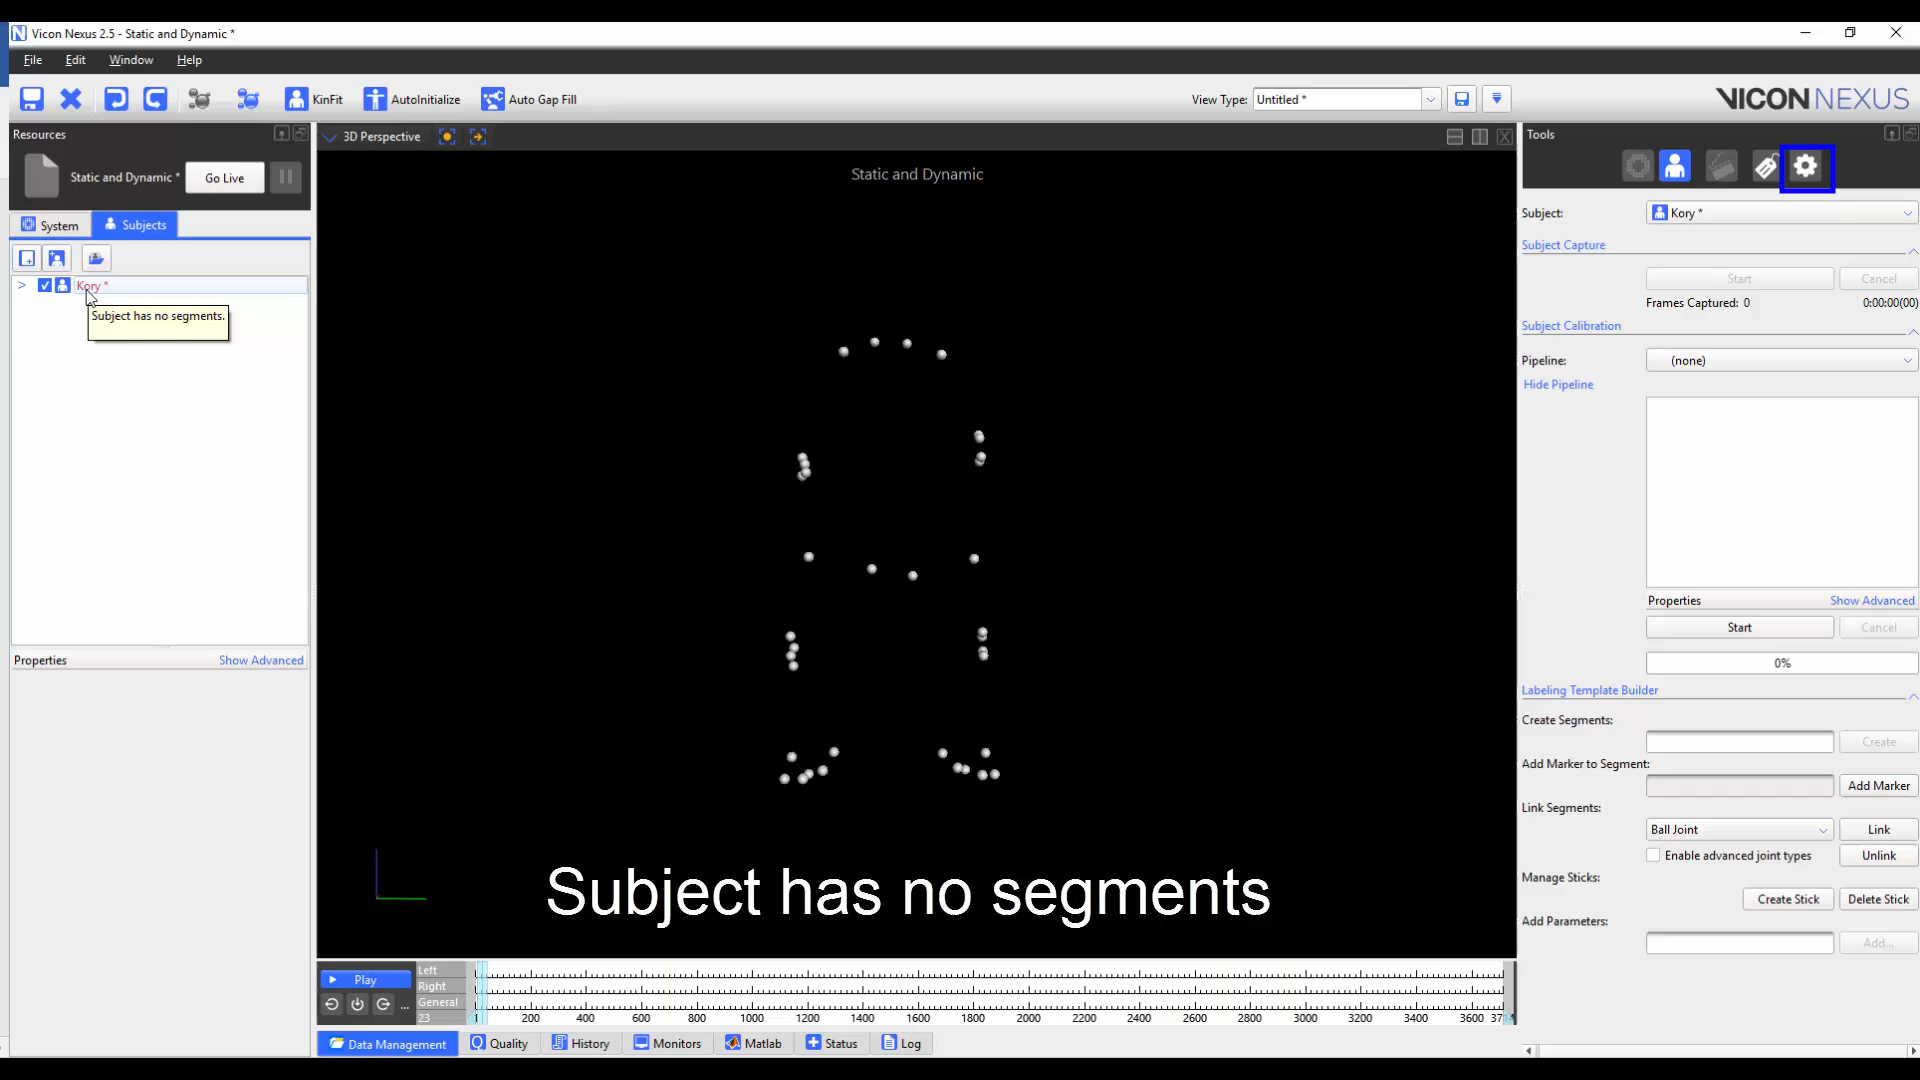 Vicon Nexus 2.5 - Static and Dynamic *
File Edit Window Help
KinFit AutoInitialize Auto Gap Fill
View Type: Untitled *
VICON NEXUS
Resources
Static and Dynamic * Go Live
System Subjects
Kory *
Subject has no segments.
Properties Show Advanced
3D Perspective
Static and Dynamic
Subject has no segments
Play
Left
Right
General
23
1 200 400 600 800 1000 1200 1400 1600 1800 2000 2200 2400 2600 2800 3000 3200 3400 3600
Data Management Quality History Monitors Matlab Status Log
Tools
Subject: Kory *
Subject Capture
Start Cancel
Frames Captured: 0 0:00:00(00)
Subject Calibration
Pipeline: (none)
Hide Pipeline
Properties Show Advanced
Start Cancel
0%
Labeling Template Builder
Create Segments:
Create
Add Marker to Segment:
Add Marker
Link Segments:
Ball Joint Link
Enable advanced joint types Unlink
Manage Sticks:
Create Stick Delete Stick
Add Parameters:
Add...